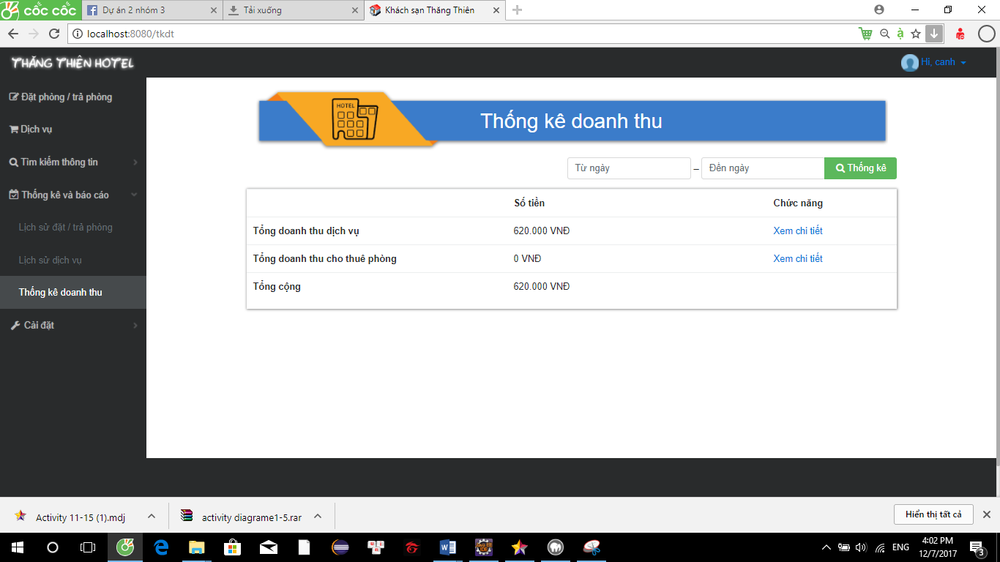 cốc cốc
Dự án 2 nhóm 3
Tải xuống
Khách sạn Thăng Thiên
localhost:8080/tkdt
THĂNG THIÊN HOTEL
Hi, canh
Đặt phòng / trả phòng
Dịch vụ
Tìm kiếm thông tin
Thống kê và báo cáo
Lịch sử đặt / trả phòng
Lịch sử dịch vụ
Thống kê doanh thu
Cài đặt
HOTEL
Thống kê doanh thu
Từ ngày – Đến ngày Thống kê
Số tiền Chức năng
Tổng doanh thu dịch vụ 620.000 VNĐ Xem chi tiết
Tổng doanh thu cho thuê phòng 0 VNĐ Xem chi tiết
Tổng cộng 620.000 VNĐ
Activity 11-15 (1).mdj
activity diagrame1-5.rar
Hiển thị tất cả
ENG
4:02 PM
12/7/2017
3